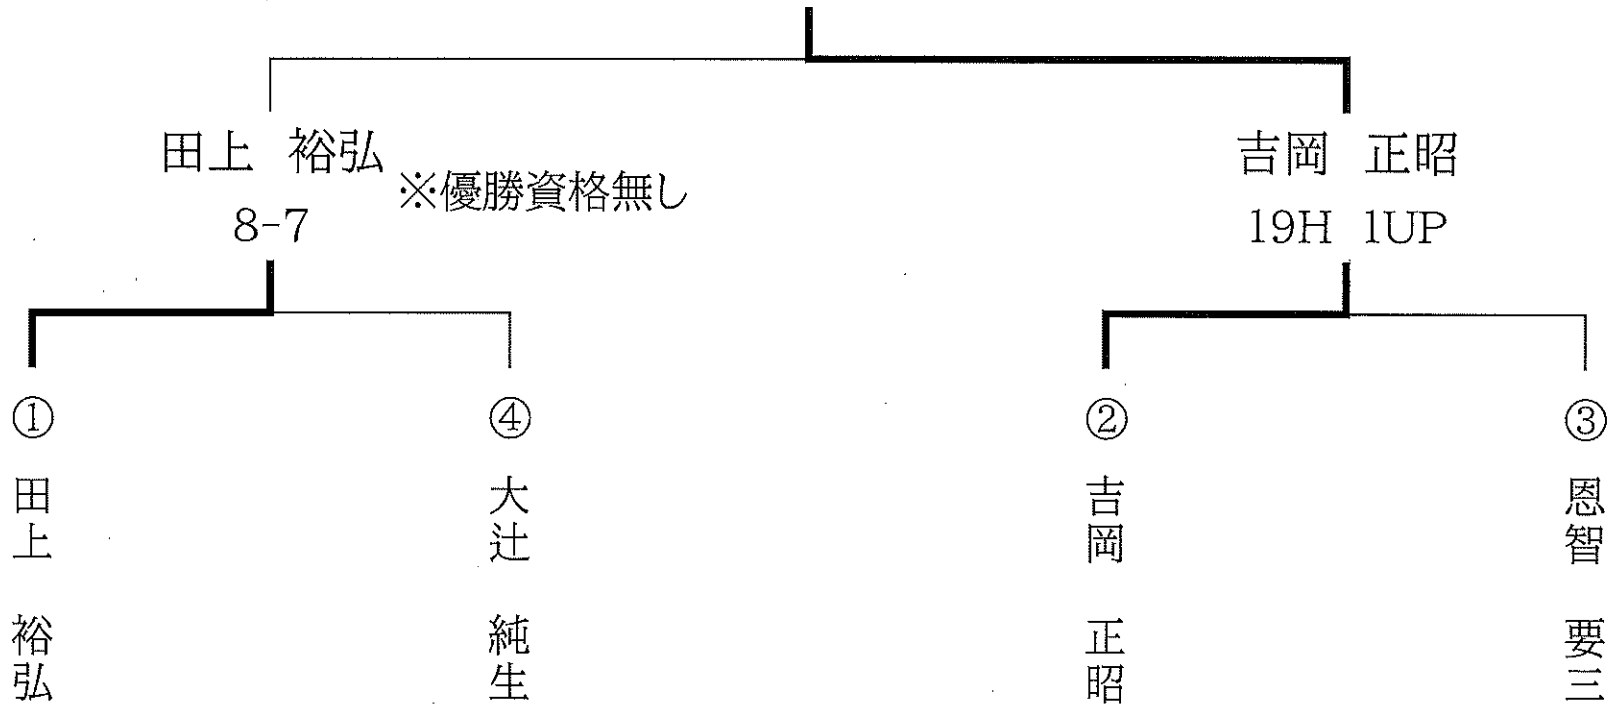 田上 裕弘
※優勝資格無し
8-7
吉岡 正昭
19H 1UP
①
田上 裕弘
④
大辻 純生
②
吉岡 正昭
③
恩智 要三